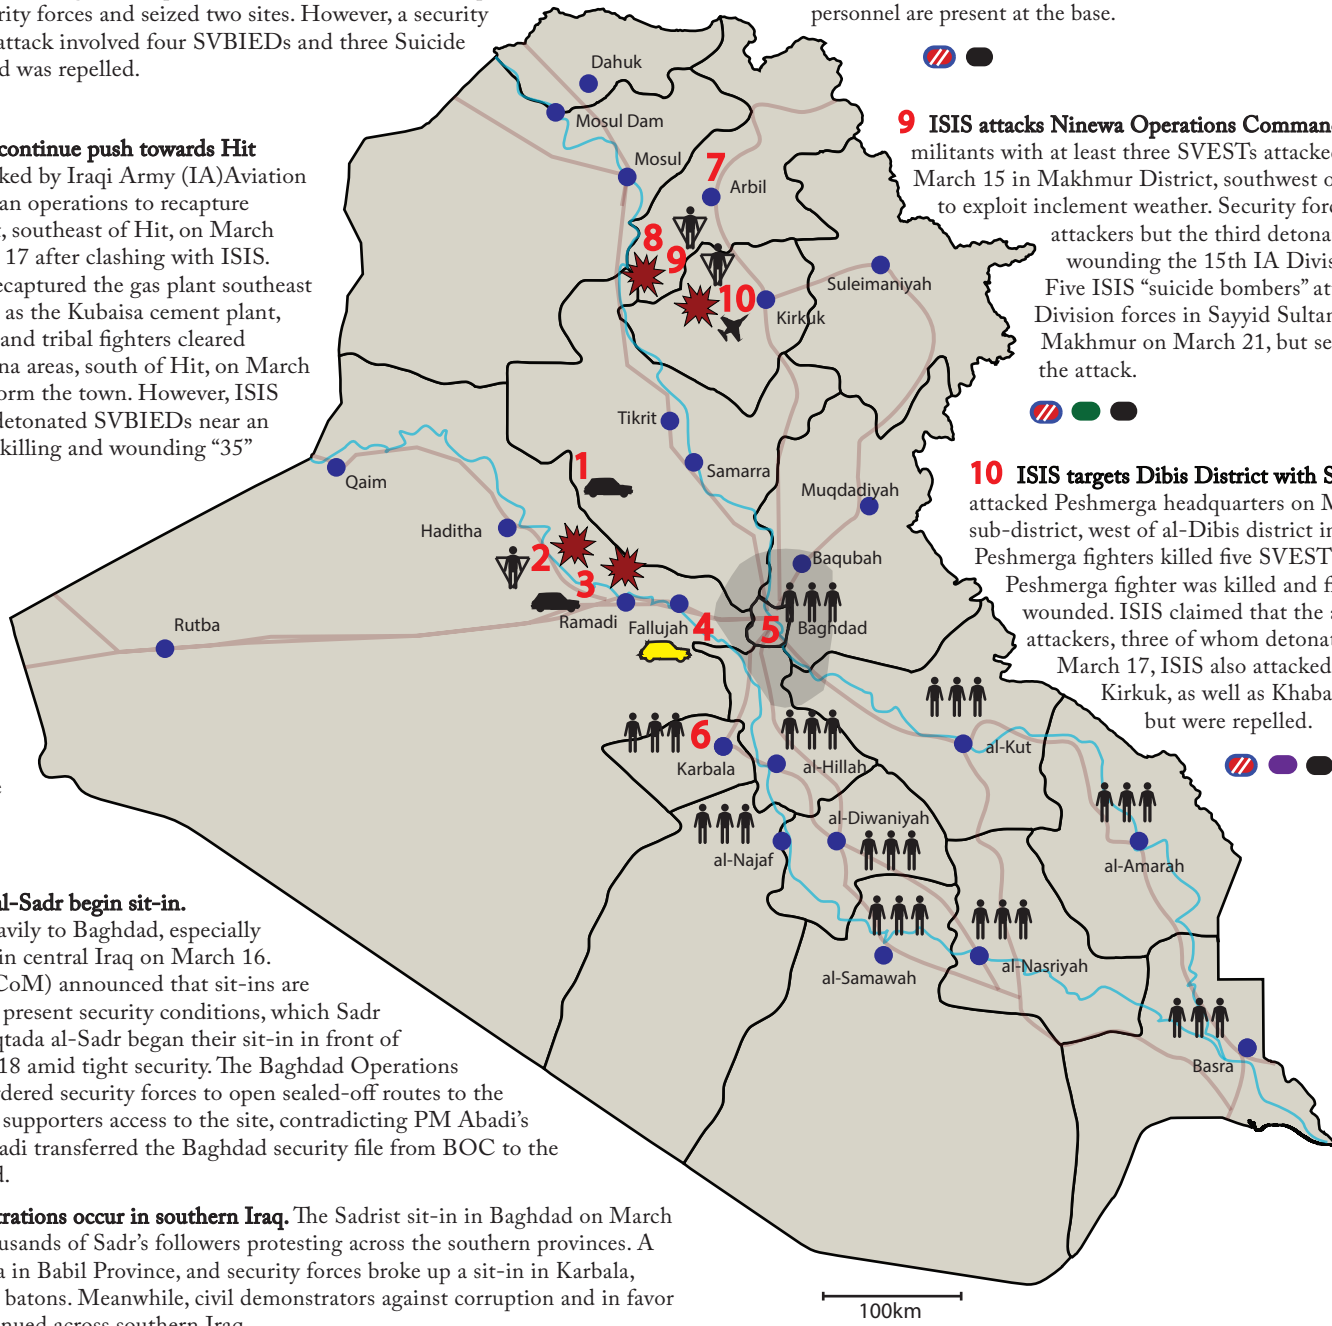 rity forces and seized two sites. However, a security
attack involved four SVBIEDs and three Suicide
d was repelled.
continue push towards Hit
ked by Iraqi Army (IA)Aviation
an operations to recapture
, southeast of Hit, on March
17 after clashing with ISIS.
ecaptured the gas plant southeast
as the Kubaisa cement plant,
and tribal fighters cleared
na areas, south of Hit, on March
orm the town. However, ISIS
detonated SVBIEDs near an
killing and wounding “35”
al-Sadr begin sit-in.
avily to Baghdad, especially
in central Iraq on March 16.
CoM) announced that sit-ins are
present security conditions, which Sadr
qtada al-Sadr began their sit-in in front of
18 amid tight security. The Baghdad Operations
rdered security forces to open sealed-off routes to the
supporters access to the site, contradicting PM Abadi’s
adi transferred the Baghdad security file from BOC to the
d.
trations occur in southern Iraq. The Sadrist sit-in in Baghdad on March
usands of Sadr’s followers protesting across the southern provinces. A
a in Babil Province, and security forces broke up a sit-in in Karbala,
batons. Meanwhile, civil demonstrators against corruption and in favor
nued across southern Iraq.
personnel are present at the base.
9 ISIS attacks Ninewa Operations Comman
militants with at least three SVESTs attacke
March 15 in Makhmur District, southwest o
to exploit inclement weather. Security forc
attackers but the third detona
wounding the 15th IA Divis
Five ISIS “suicide bombers” at
Division forces in Sayyid Sultan
Makhmur on March 21, but se
the attack.
10 ISIS targets Dibis District with S
attacked Peshmerga headquarters on M
sub-district, west of al-Dibis district in
Peshmerga fighters killed five SVEST
Peshmerga fighter was killed and fi
wounded. ISIS claimed that the a
attackers, three of whom detonat
March 17, ISIS also attacked
Kirkuk, as well as Khaba
but were repelled.
Dahuk
Mosul Dam
Mosul
7
Arbil
8
9
10
Kirkuk
Suleimaniyah
Tikrit
Samarra
1
Qaim
Muqdadiyah
Haditha
2
3
Baqubah
Ramadi
Fallujah
4
5
Baghdad
Rutba
6
Karbala
al-Hillah
al-Kut
al-Najaf
al-Diwaniyah
al-Amarah
al-Samawah
al-Nasriyah
Basra
100km